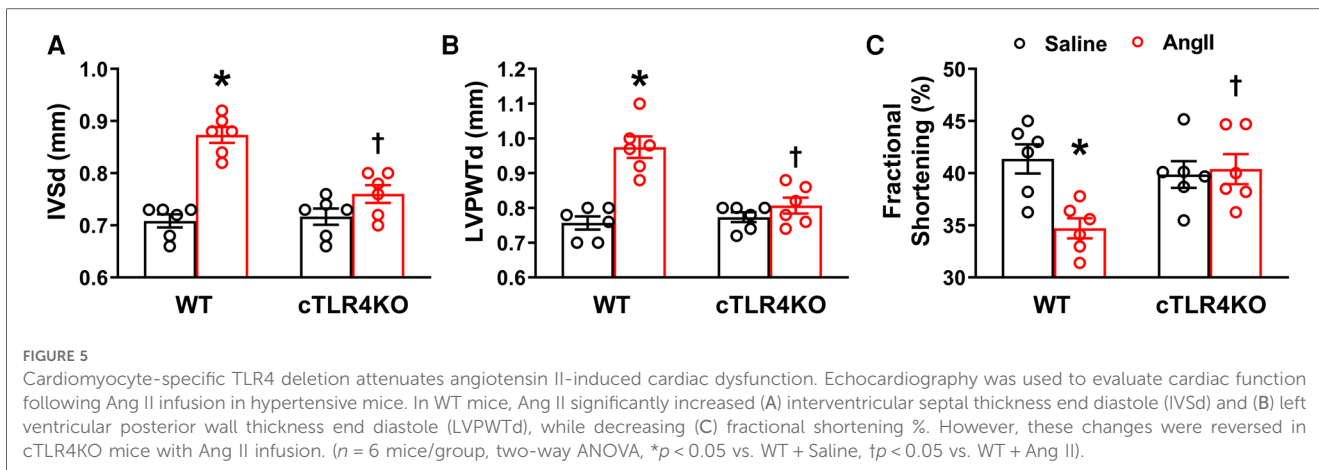 A
B
C
Saline
AngII
IVSd (mm)
1.0
0.9
0.8
0.7
0.6
*
†
WT
cTLR4KO
LVPWTd (mm)
1.2
1.1
1.0
0.9
0.8
0.7
0.6
*
†
WT
cTLR4KO
Fractional
Shortening (%)
50
45
40
35
30
*
†
WT
cTLR4KO
FIGURE 5
Cardiomyocyte-specific TLR4 deletion attenuates angiotensin II-induced cardiac dysfunction. Echocardiography was used to evaluate cardiac function
following Ang II infusion in hypertensive mice. In WT mice, Ang II significantly increased (A) interventricular septal thickness end diastole (IVSd) and (B) left
ventricular posterior wall thickness end diastole (LVPWTd), while decreasing (C) fractional shortening %. However, these changes were reversed in
cTLR4KO mice with Ang II infusion. (n = 6 mice/group, two-way ANOVA, *p < 0.05 vs. WT + Saline, †p < 0.05 vs. WT + Ang II).